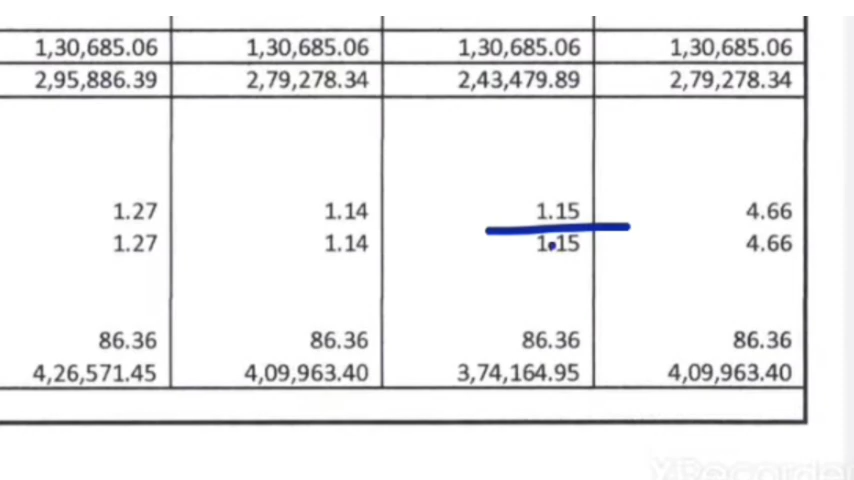 1,30,685.06 1,30,685.06 1,30,685.06 1,30,685.06
2,95,886.39 2,79,278.34 2,43,479.89 2,79,278.34
1.27 1.14 1.15 4.66
1.27 1.14 1.15 4.66
86.36 86.36 86.36 86.36
4,26,571.45 4,09,963.40 3,74,164.95 4,09,963.40